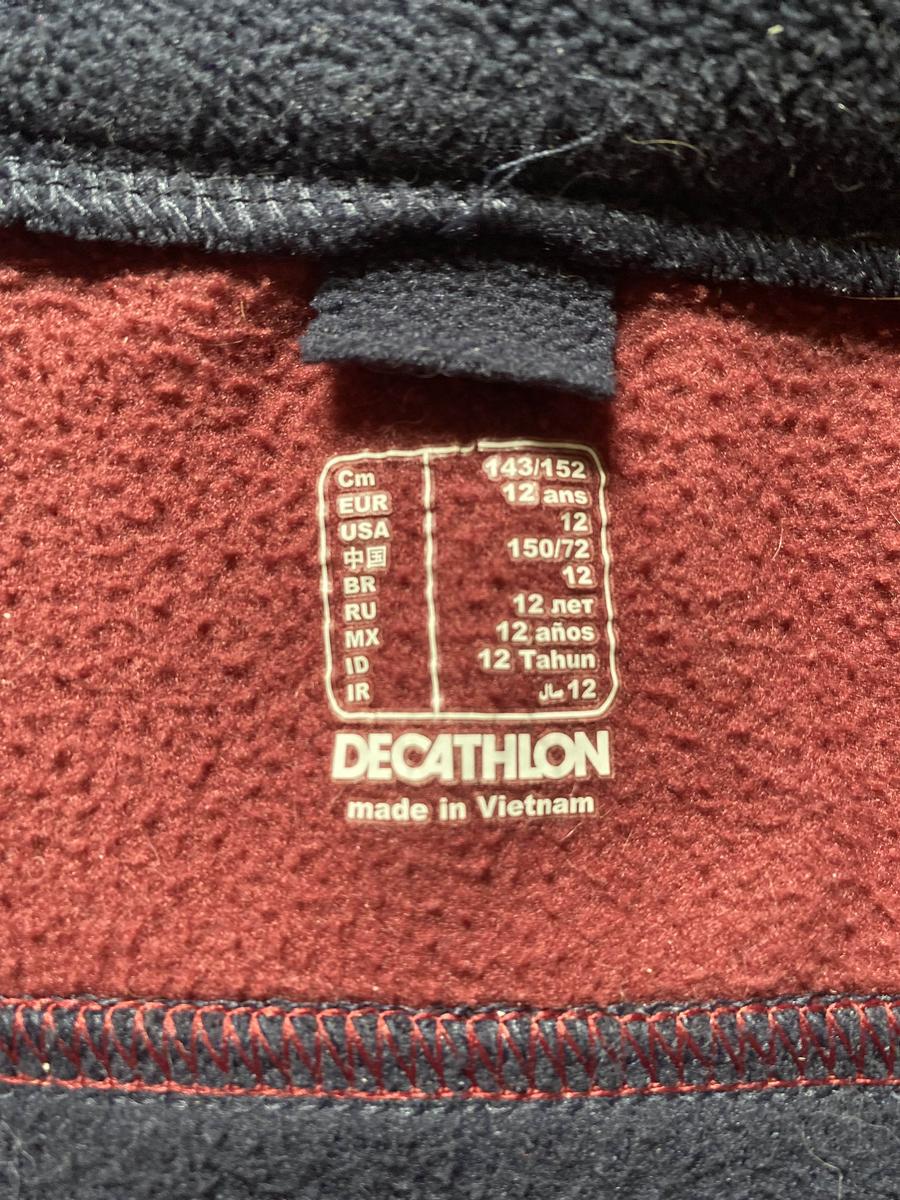 Cm 143/152
EUR 12 ans
USA 12
中国 150/72
BR 12
RU 12 лет
MX 12 años
ID 12 Tahun
IR 12 سال
DECATHLON
made in Vietnam